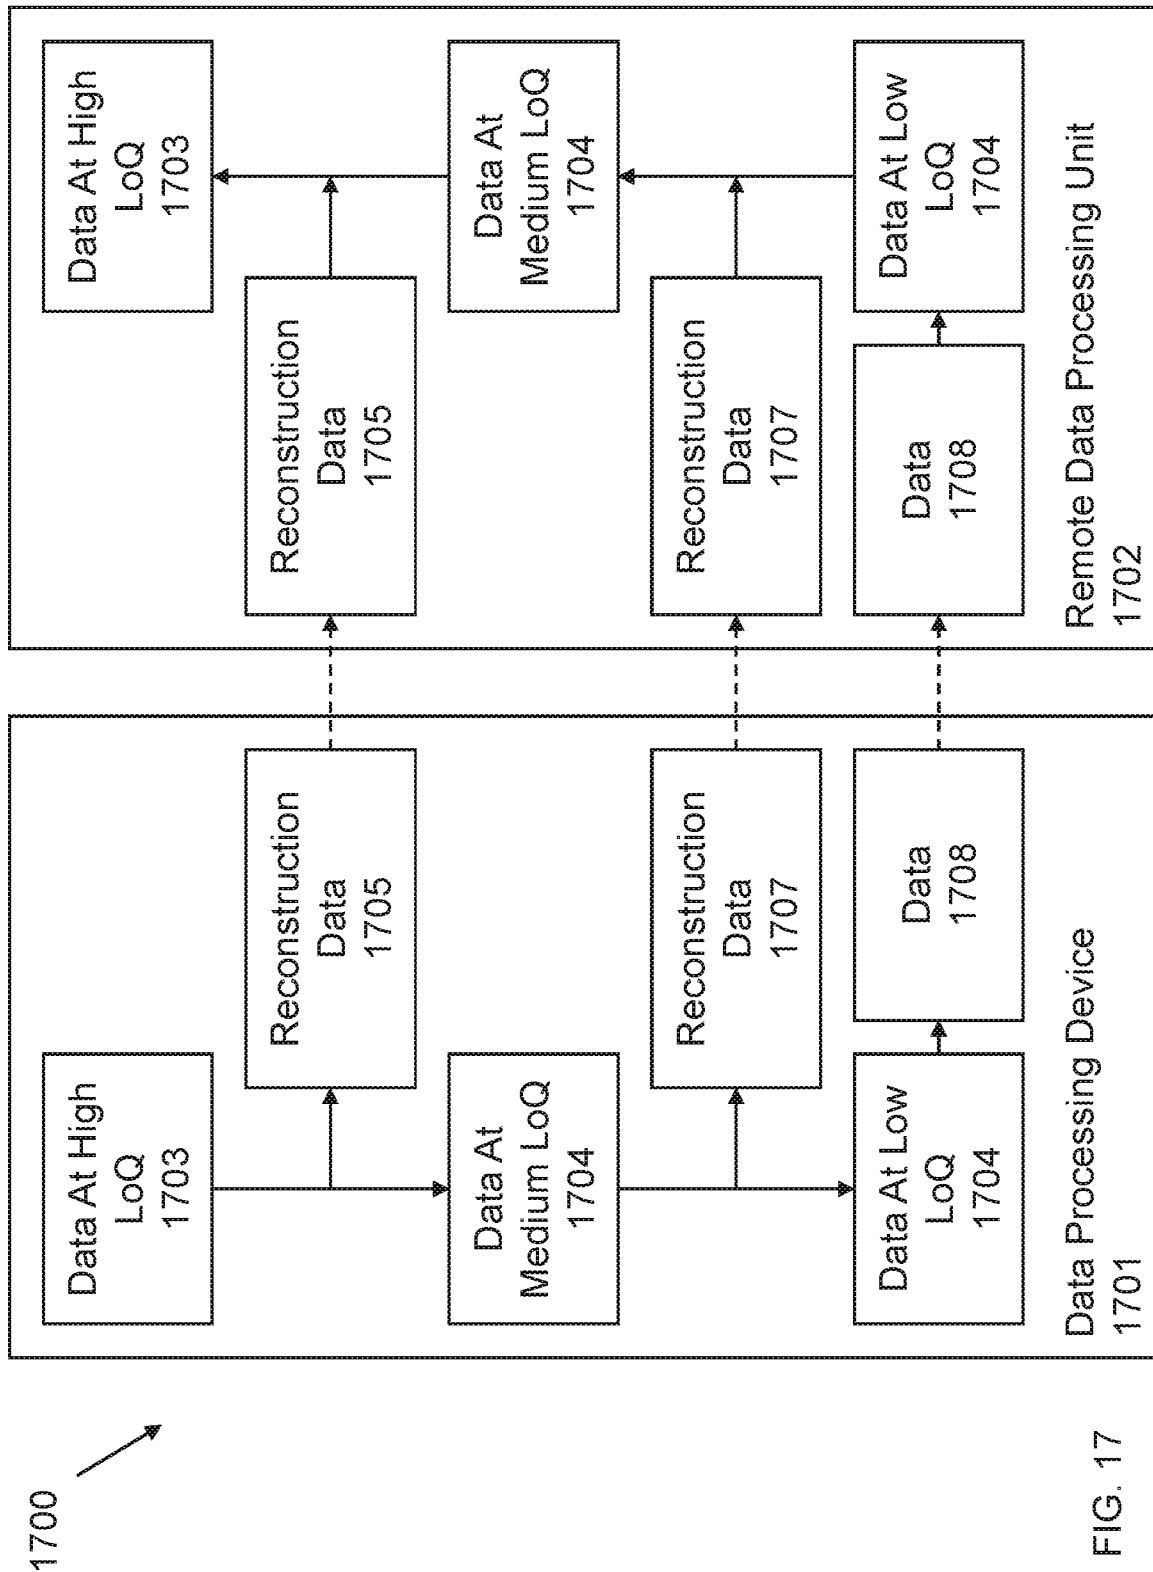 1700
Data At High
LoQ
1703
Reconstruction
Data
1705
Data At
Medium LoQ
1704
Reconstruction
Data
1707
Data At Low
LoQ
1704
Data
1708
Data Processing Device
1701
Data At High
LoQ
1703
Reconstruction
Data
1705
Data At
Medium LoQ
1704
Reconstruction
Data
1707
Data
1708
Data At Low
LoQ
1704
Remote Data Processing Unit
1702
FIG. 17